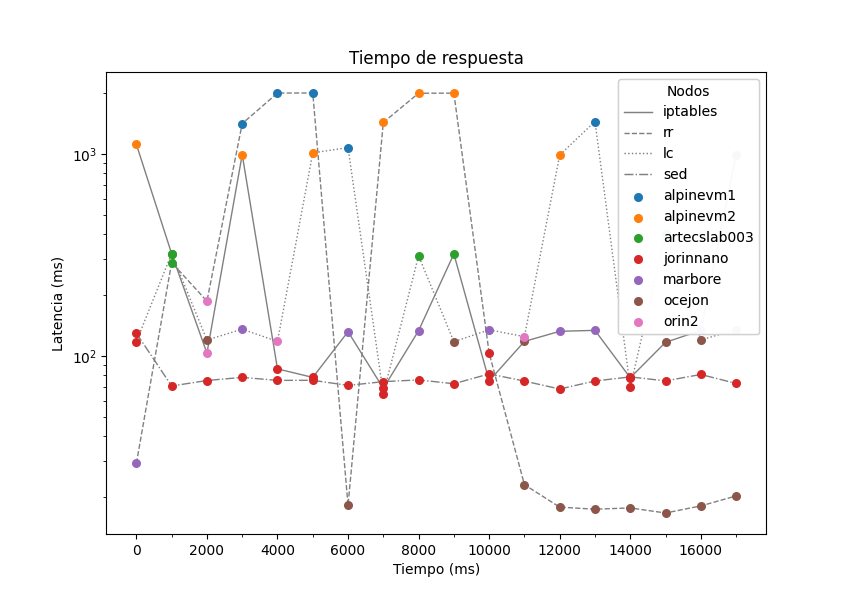 Tiempo de respuesta
Nodos
iptables
rr
lc
sed
alpinevm1
alpinevm2
artecslab003
jorinnano
marbore
ocejon
orin2
10³
10²
Latencia (ms)
0 2000 4000 6000 8000 10000 12000 14000 16000
Tiempo (ms)